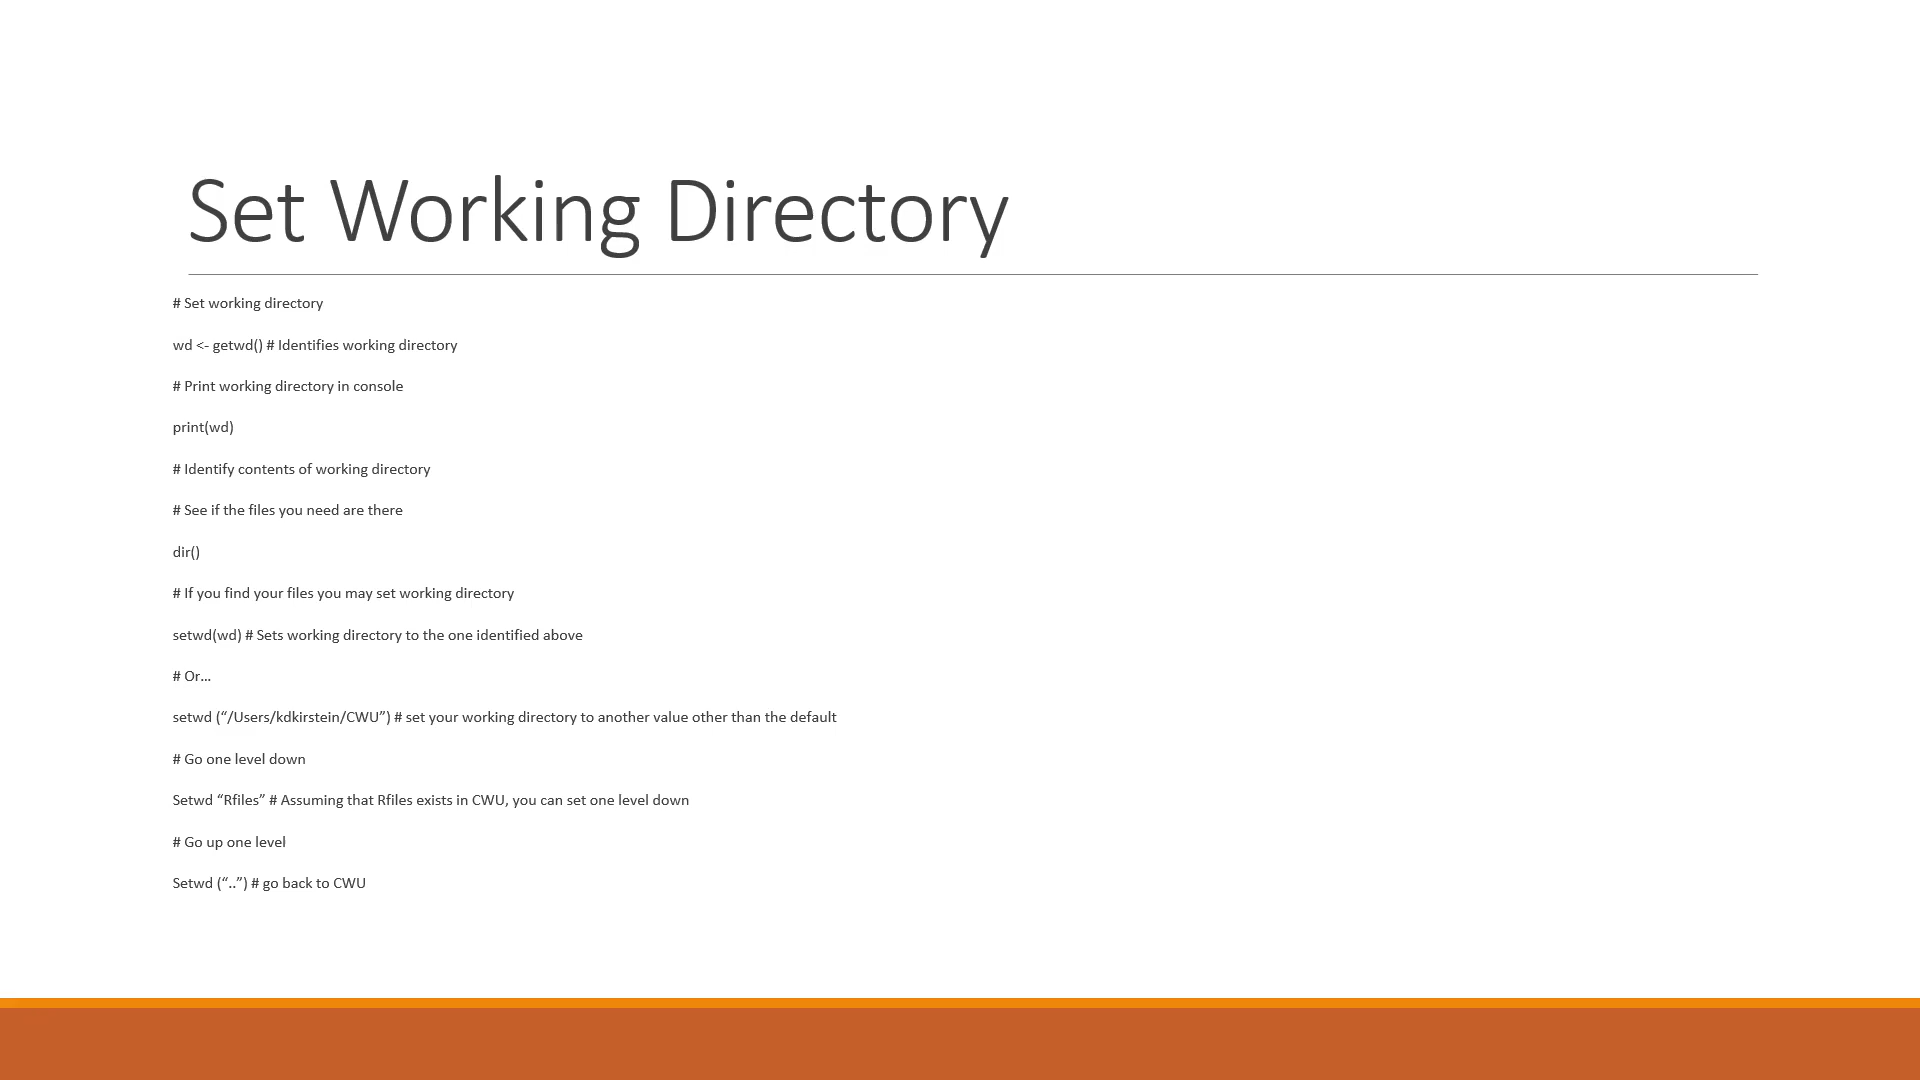 Set Working Directory
# Set working directory
wd <- getwd() # Identifies working directory
# Print working directory in console
print(wd)
# Identify contents of working directory
# See if the files you need are there
dir()
# If you find your files you may set working directory
setwd(wd) # Sets working directory to the one identified above
# Or…
setwd (“/Users/kdkirstein/CWU”) # set your working directory to another value other than the default
# Go one level down
Setwd “Rfiles” # Assuming that Rfiles exists in CWU, you can set one level down
# Go up one level
Setwd (“..”) # go back to CWU